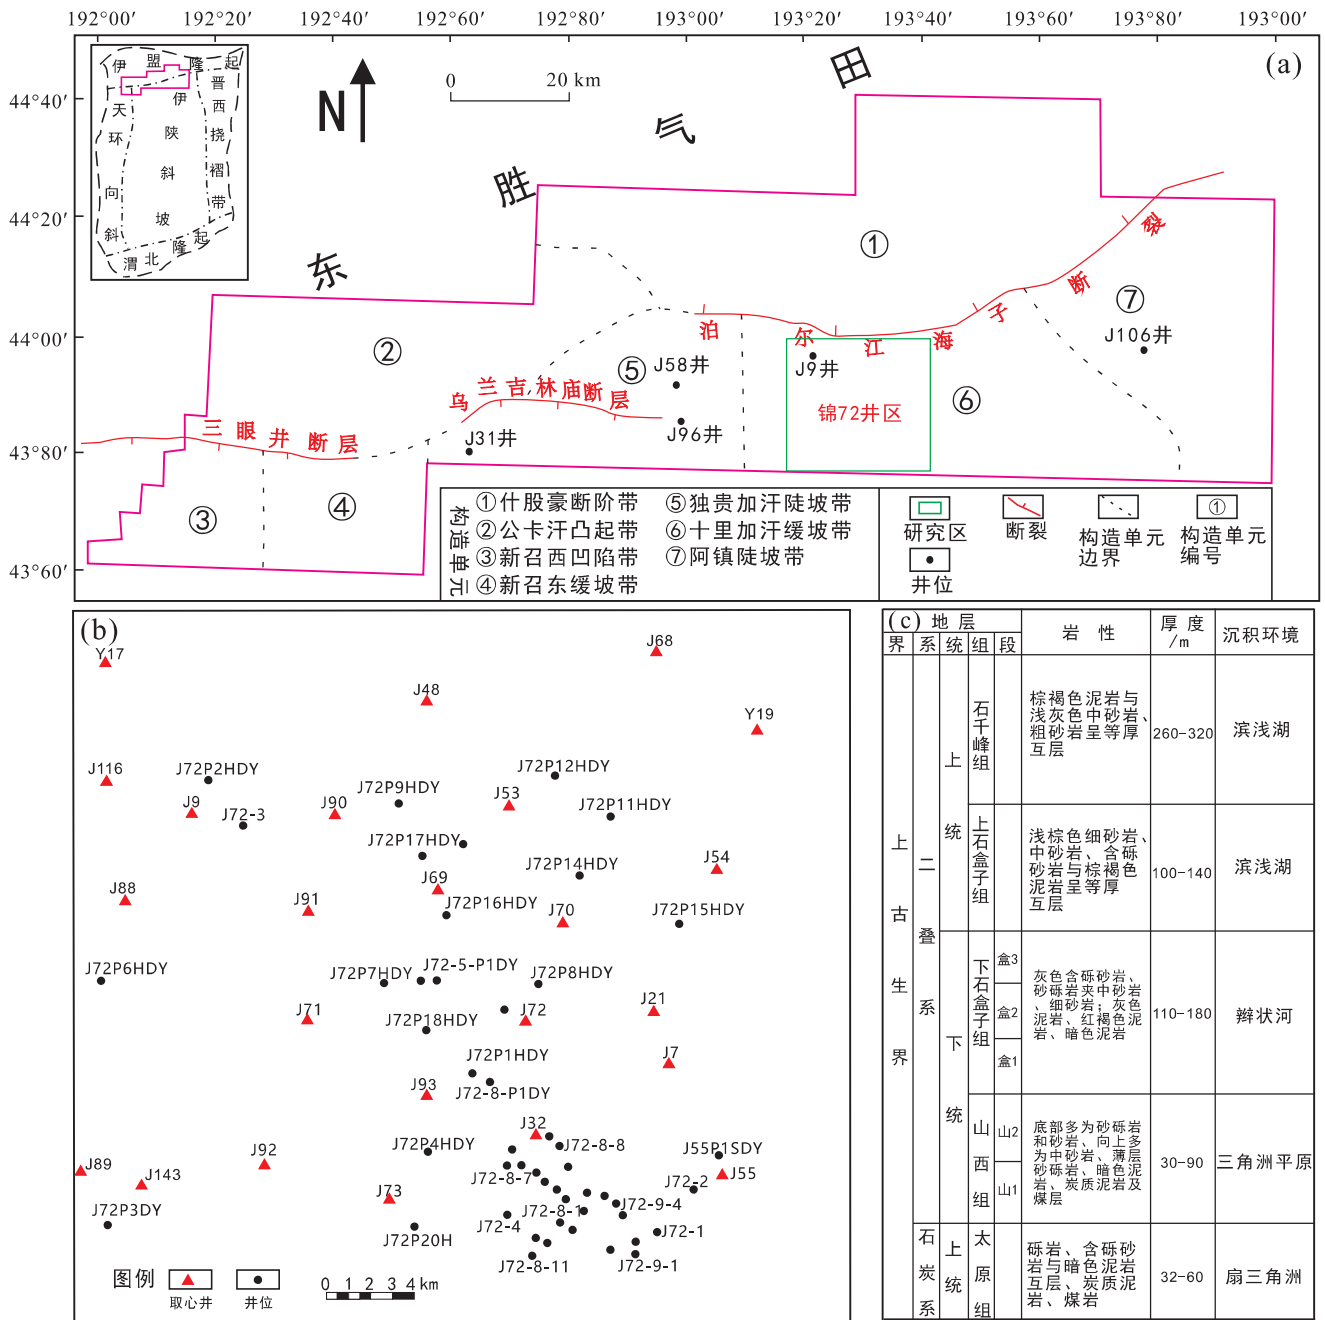 192°00′ 192°40′ 192°60′ 192°80′ 193°00′ 193°20′ 193°40′ 193°60′ 193°80′ 193°00′
44°40′
44°20′
44°00′
43°80′
43°60′
(a)
伊盟隆起
天环向斜
伊陕斜坡
晋西挠褶带
渭北隆起
N
0 20 km
东胜气田
①
②
③
④
⑤
⑥
⑦
泊尔江海子断裂
乌兰吉林庙断层
三眼井断层
J58井
J96井
J31井
J9井
J106井
锦72井区
构造单元
①什股豪断阶带
②公卡汗凸起带
③新召西凹陷带
④新召东缓坡带
⑤独贵加汗陡坡带
⑥十里加汗缓坡带
⑦阿镇陡坡带
研究区
断裂
构造单元边界
①
构造单元编号
井位
(b)
Y17
J68
J48
Y19
J116
J72P2HDY
J72P12HDY
J9
J72-3
J90
J72P9HDY
J53
J72P11HDY
J72P17HDY
J72P14HDY
J54
J88
J91
J69
J72P16HDY
J70
J72P15HDY
J72P6HDY
J72P7HDY
J72-5-P1DY
J72P8HDY
J71
J72P18HDY
J72
J21
J72P1HDY
J7
J93
J72-8-P1DY
J32
J72P4HDY
J72-8-8
J55P1SDY
J89
J143
J92
J72-8-7
J55
J72-2
J73
J72-9-4
J72-8-1
J72P3DY
J72-4
J72-1
J72P20H
J72-8-11
J72-9-1
图例
取心井
井位
0 1 2 3 4 km
(c)
地层
岩性
厚度
/m
沉积环境
界 系 统 组 段
上古生界
二叠系
上统
石千峰组
棕褐色泥岩与
浅灰色中砂岩、
粗砂岩呈等厚
互层
260-320
滨浅湖
上石盒子组
浅棕色细砂岩、
中砂岩、含砾
砂岩与棕褐色
泥岩呈等厚
互层
100-140
滨浅湖
下统
下石盒子组
盒3
盒2
盒1
灰色含砾砂岩、
砂砾岩夹中砂岩
、细砂岩；灰色
泥岩、红褐色泥
岩、暗色泥岩
110-180
辫状河
山西组
山2
山1
底部多为砂砾岩
和砂岩、向上多
为中砂岩、薄层
砂砾岩、暗色泥
岩、炭质泥岩及
煤层
30-90
三角洲平原
石炭系
上统
太原组
砾岩、含砾砂
岩与暗色泥岩
互层、炭质泥
岩、煤岩
32-60
扇三角洲